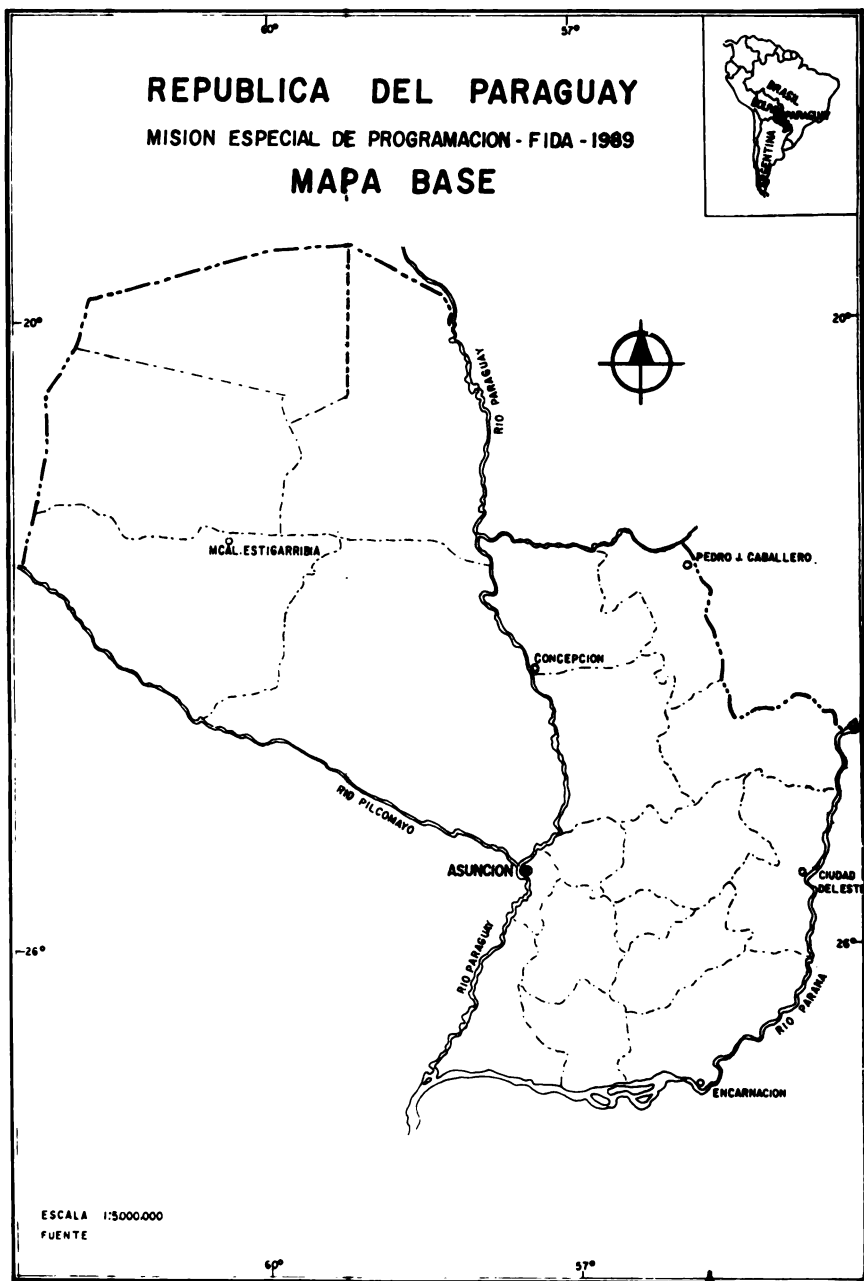 60°
57°
REPUBLICA DEL PARAGUAY
MISION ESPECIAL DE PROGRAMACION - FIDA - 1989
MAPA BASE
BRASIL
BOLIVIA
PARAGUAY
ARGENTINA
20°
20°
RIO PARAGUAY
MCAL. ESTIGARRIBIA
PEDRO J. CABALLERO
CONCEPCION
RIO PILCOMAYO
ASUNCION
CIUDAD
DEL ESTE
26°
26°
RIO PARAGUAY
RIO PARANA
ENCARNACION
ESCALA 1:5.000.000
FUENTE
60°
57°